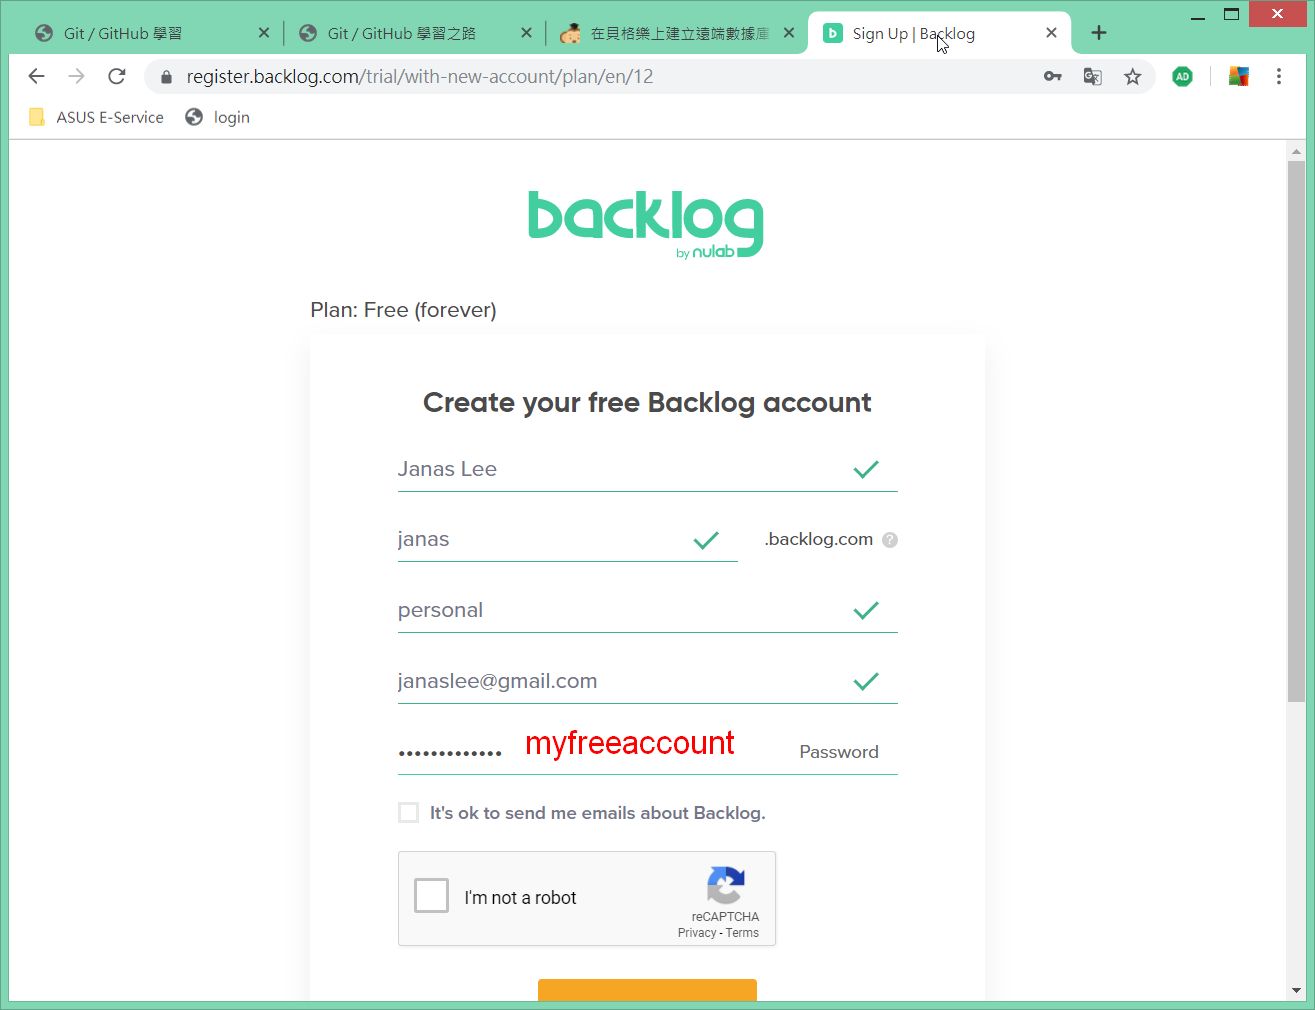 Git / GitHub 學習
Git / GitHub 學習之路
在貝格樂上建立遠端數據庫
Sign Up | Backlog
register.backlog.com/trial/with-new-account/plan/en/12
AD
ASUS E-Service
login
backlog
by nulab
Plan: Free (forever)
Create your free Backlog account
Janas Lee
janas
.backlog.com ?
personal
janaslee@gmail.com
••••••••••••• myfreeaccount Password
It's ok to send me emails about Backlog.
I'm not a robot
reCAPTCHA
Privacy - Terms